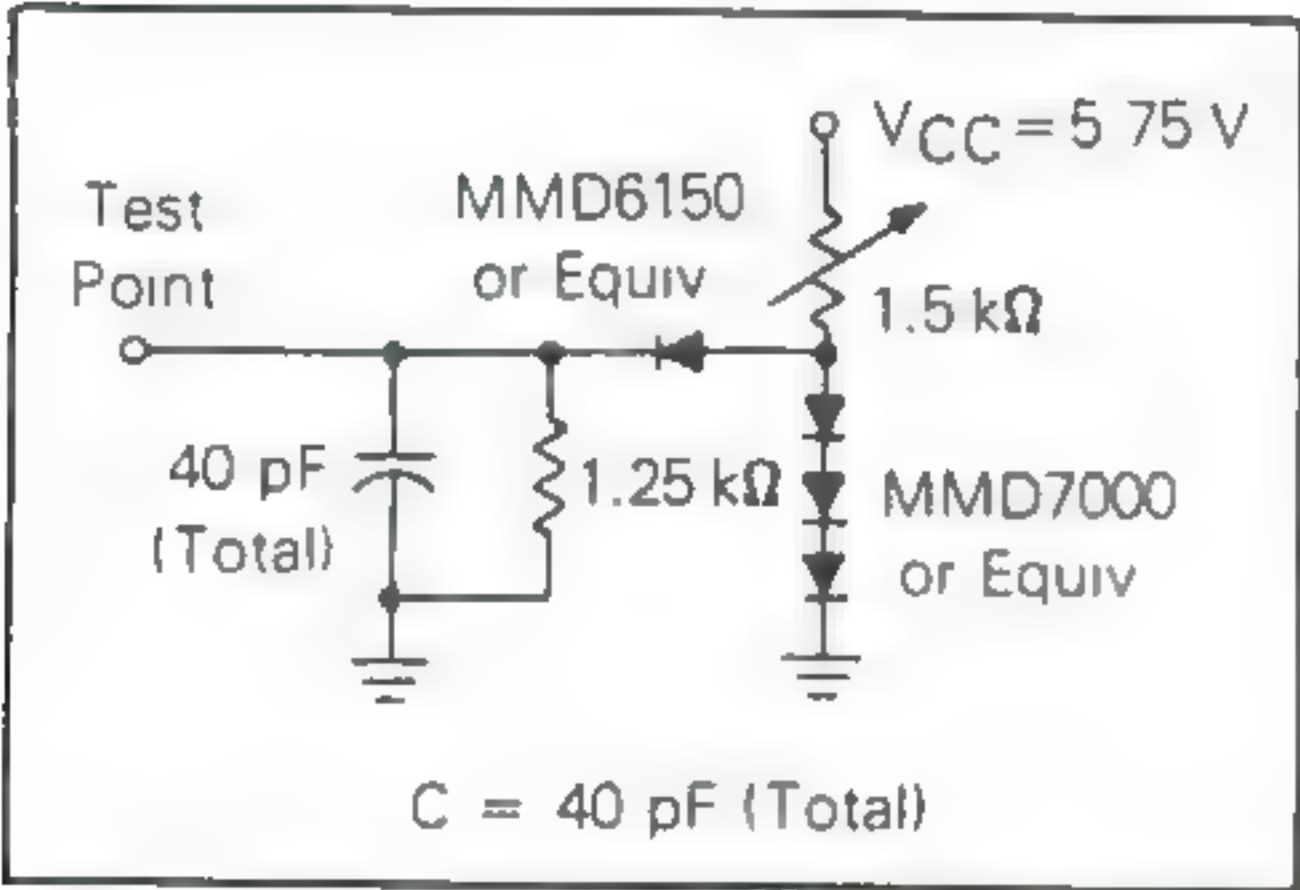 VCC = 5 75 V
Test
Point
MMD6150
or Equiv
1.5 kΩ
40 pF
(Total)
1.25 kΩ
MMD7000
or Equiv
C = 40 pF (Total)